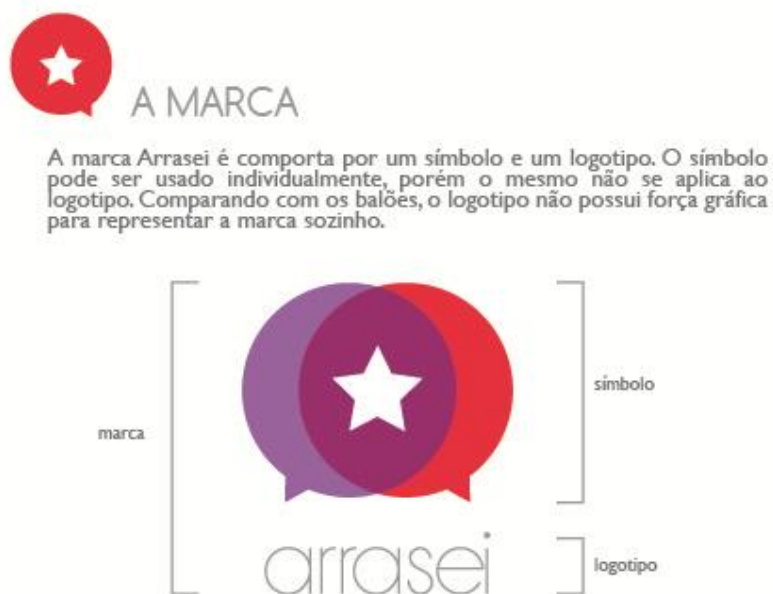 A MARCA
A marca Arrasei é comporta por um símbolo e um logotipo. O símbolo
pode ser usado individualmente, porém o mesmo não se aplica ao
logotipo. Comparando com os balões, o logotipo não possui força gráfica
para representar a marca sozinho.
símbolo
marca
arrasei
logotipo